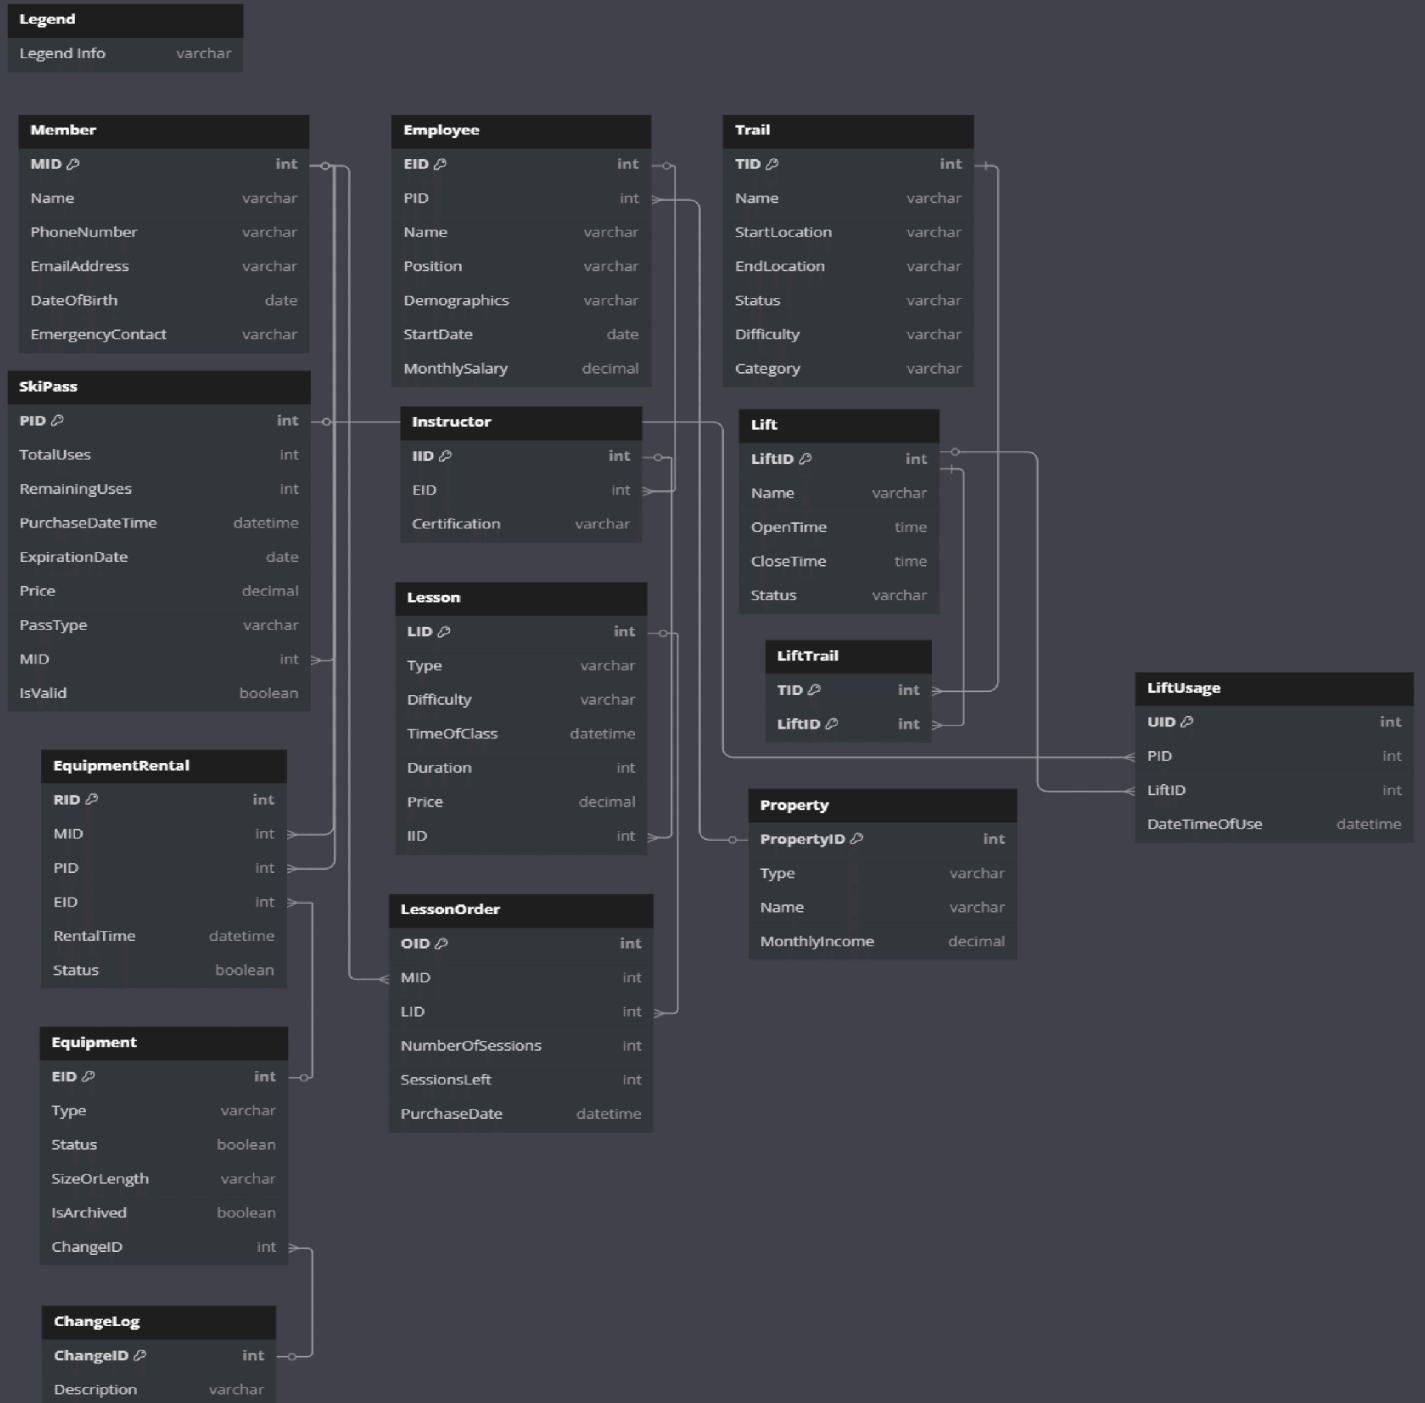 Legend
Legend Info varchar
Member
MID int
Name varchar
PhoneNumber varchar
EmailAddress varchar
DateOfBirth date
EmergencyContact varchar
SkiPass
PID int
TotalUses int
RemainingUses int
PurchaseDateTime datetime
ExpirationDate date
Price decimal
PassType varchar
MID int
IsValid boolean
EquipmentRental
RID int
MID int
PID int
EID int
RentalTime datetime
Status boolean
Equipment
EID int
Type varchar
Status boolean
SizeOrLength varchar
IsArchived boolean
ChangeID int
ChangeLog
ChangeID int
Description varchar
Employee
EID int
PID int
Name varchar
Position varchar
Demographics varchar
StartDate date
MonthlySalary decimal
Instructor
IID int
EID int
Certification varchar
Lesson
LID int
Type varchar
Difficulty varchar
TimeOfClass datetime
Duration int
Price decimal
IID int
LessonOrder
OID int
MID int
LID int
NumberOfSessions int
SessionsLeft int
PurchaseDate datetime
Trail
TID int
Name varchar
StartLocation varchar
EndLocation varchar
Status varchar
Difficulty varchar
Category varchar
Lift
LiftID int
Name varchar
OpenTime time
CloseTime time
Status varchar
LiftTrail
TID int
LiftID int
Property
PropertyID int
Type varchar
Name varchar
MonthlyIncome decimal
LiftUsage
UID int
PID int
LiftID int
DateTimeOfUse datetime